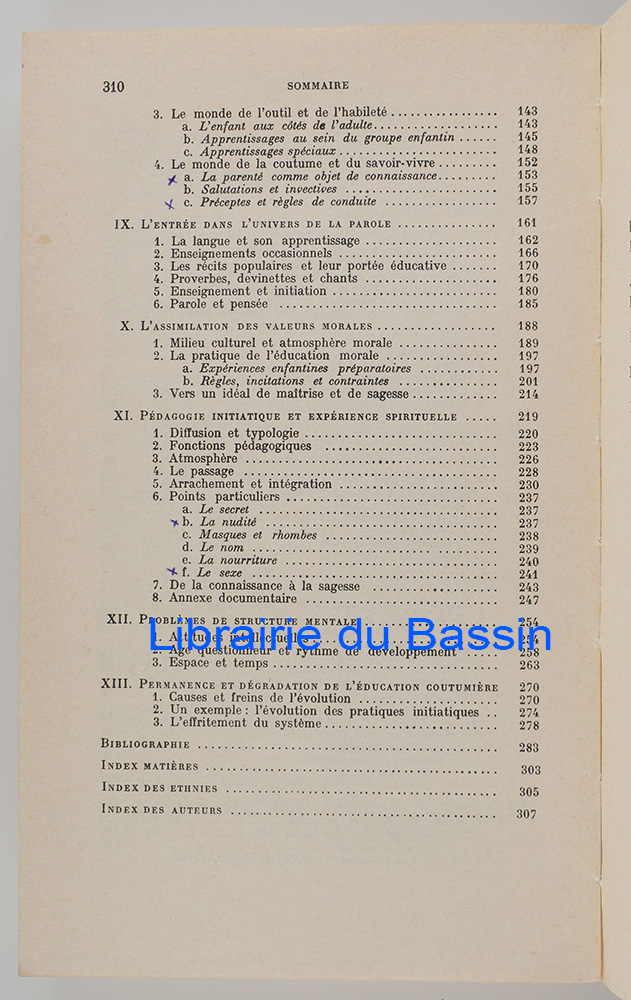 310 SOMMAIRE
3. Le monde de l'outil et de l'habileté ................ 143
a. L'enfant aux côtés de l'adulte................... 143
b. Apprentissages au sein du groupe enfantin ...... 145
c. Apprentissages spéciaux........................ 148
4. Le monde de la coutume et du savoir-vivre ......... 152
a. La parenté comme objet de connaissance......... 153
b. Salutations et invectives ....................... 155
c. Préceptes et règles de conduite .................. 157
IX. L'ENTRÉE DANS L'UNIVERS DE LA PAROLE ............... 161
1. La langue et son apprentissage .................... 162
2. Enseignements occasionnels ........................ 166
3. Les récits populaires et leur portée éducative ....... 170
4. Proverbes, devinettes et chants .................... 176
5. Enseignement et initiation ......................... 180
6. Parole et pensée ................................. 185
X. L'ASSIMILATION DES VALEURS MORALES .................. 188
1. Milieu culturel et atmosphère morale ............... 189
2. La pratique de l'éducation morale ................. 197
a. Expériences enfantines préparatoires ............ 197
b. Règles, incitations et contraintes ............... 201
3. Vers un idéal de maîtrise et de sagesse ............. 214
XI. PÉDAGOGIE INITIATIQUE ET EXPÉRIENCE SPIRITUELLE ..... 219
1. Diffusion et typologie ............................. 220
2. Fonctions pédagogiques .......................... 223
3. Atmosphère ...................................... 226
4. Le passage ...................................... 228
5. Arrachement et intégration ........................ 230
6. Points particuliers ................................ 237
a. Le secret .................................... 237
b. La nudité ................................... 237
c. Masques et rhombes .......................... 238
d. Le nom ..................................... 239
e. La nourriture ................................ 240
f. Le sexe ..................................... 241
7. De la connaissance à la sagesse ................... 243
8. Annexe documentaire ............................. 247
XII. PROBLÈMES DE STRUCTURE MENTALE .................... 254
1. Attitudes intellectuelles ........................... 254
Librairie du Bassin
2. Age questionneur et rythme de développement ..... 258
3. Espace et temps .................................. 263
XIII. PERMANENCE ET DÉGRADATION DE L'ÉDUCATION COUTUMIÈRE 270
1. Causes et freins de l'évolution ..................... 270
2. Un exemple : l'évolution des pratiques initiatiques .. 274
3. L'effritement du système .......................... 278
BIBLIOGRAPHIE ............................................. 283
INDEX MATIÈRES ............................................ 303
INDEX DES ETHNIES ......................................... 305
INDEX DES AUTEURS ........................................ 307